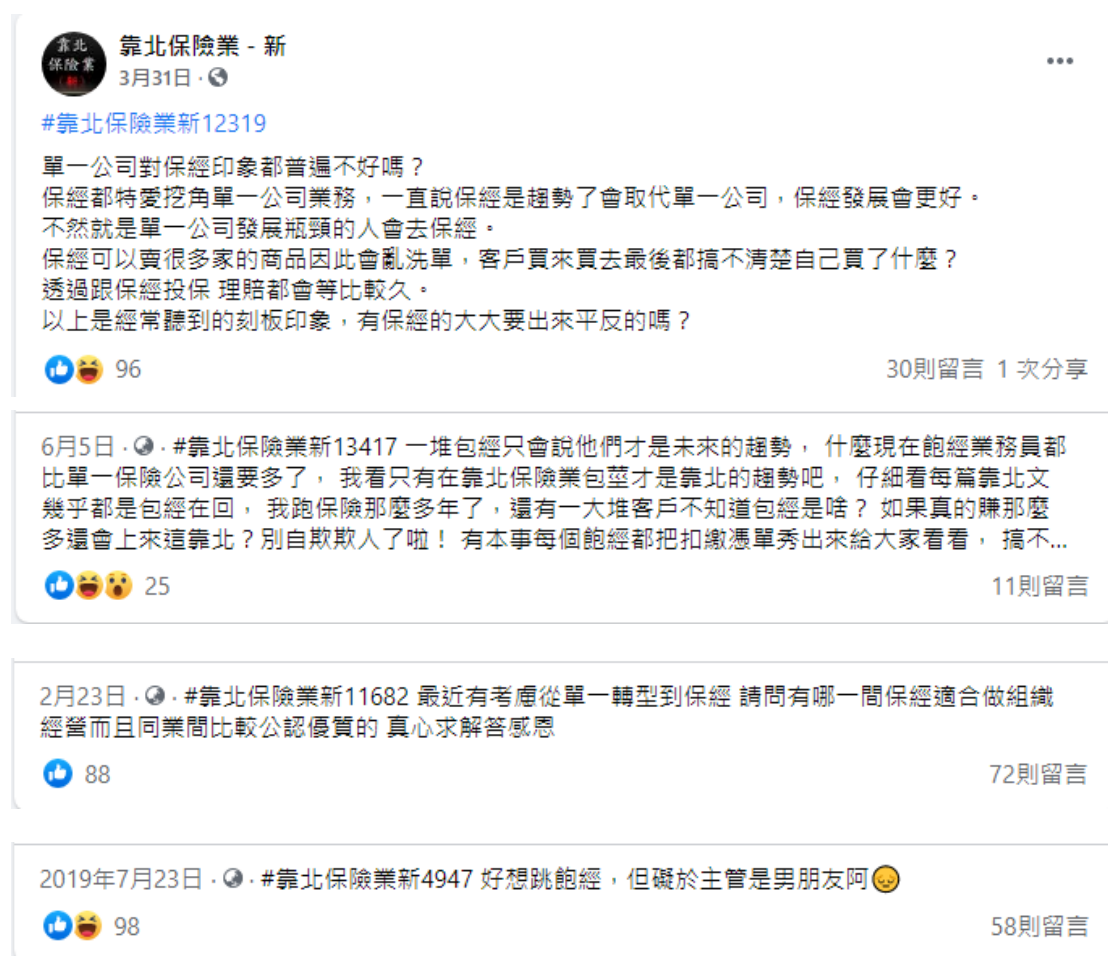 靠北
保險業
(新)
靠北保險業 - 新
3月31日 ·
#靠北保險業新12319
單一公司對保經印象都普遍不好嗎？
保經都特愛挖角單一公司業務，一直說保經是趨勢了會取代單一公司，保經發展會更好。
不然就是單一公司發展瓶頸的人會去保經。
保經可以賣很多家的商品因此會亂洗單，客戶買來買去最後都搞不清楚自己買了什麼？
透過跟保經投保 理賠都會等比較久。
以上是經常聽到的刻板印象，有保經的大大要出來平反的嗎？
96
30則留言 1 次分享
6月5日 · · #靠北保險業新13417 一堆包經只會說他們才是未來的趨勢， 什麼現在飽經業務員都
比單一保險公司還要多了， 我看只有在靠北保險業包莖才是靠北的趨勢吧， 仔細看每篇靠北文
幾乎都是包經在回， 我跑保險那麼多年了，還有一大堆客戶不知道包經是啥？ 如果真的賺那麼
多還會上來這靠北？別自欺欺人了啦！ 有本事每個飽經都把扣繳憑單秀出來給大家看看， 搞不...
25
11則留言
2月23日 · · #靠北保險業新11682 最近有考慮從單一轉型到保經 請問有哪一間保經適合做組織
經營而且同業間比較公認優質的 真心求解答感恩
88
72則留言
2019年7月23日 · · #靠北保險業新4947 好想跳飽經，但礙於主管是男朋友阿
98
58則留言